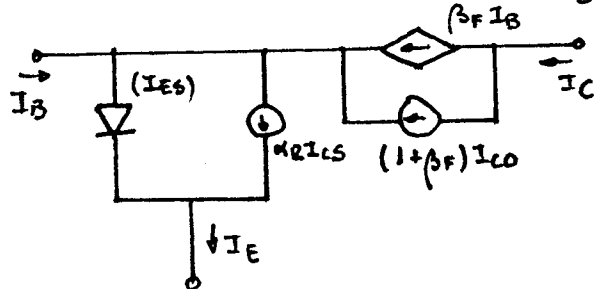 βF IB
IB
(IES)
αR ICS
(1+βF) ICO
IC
IE